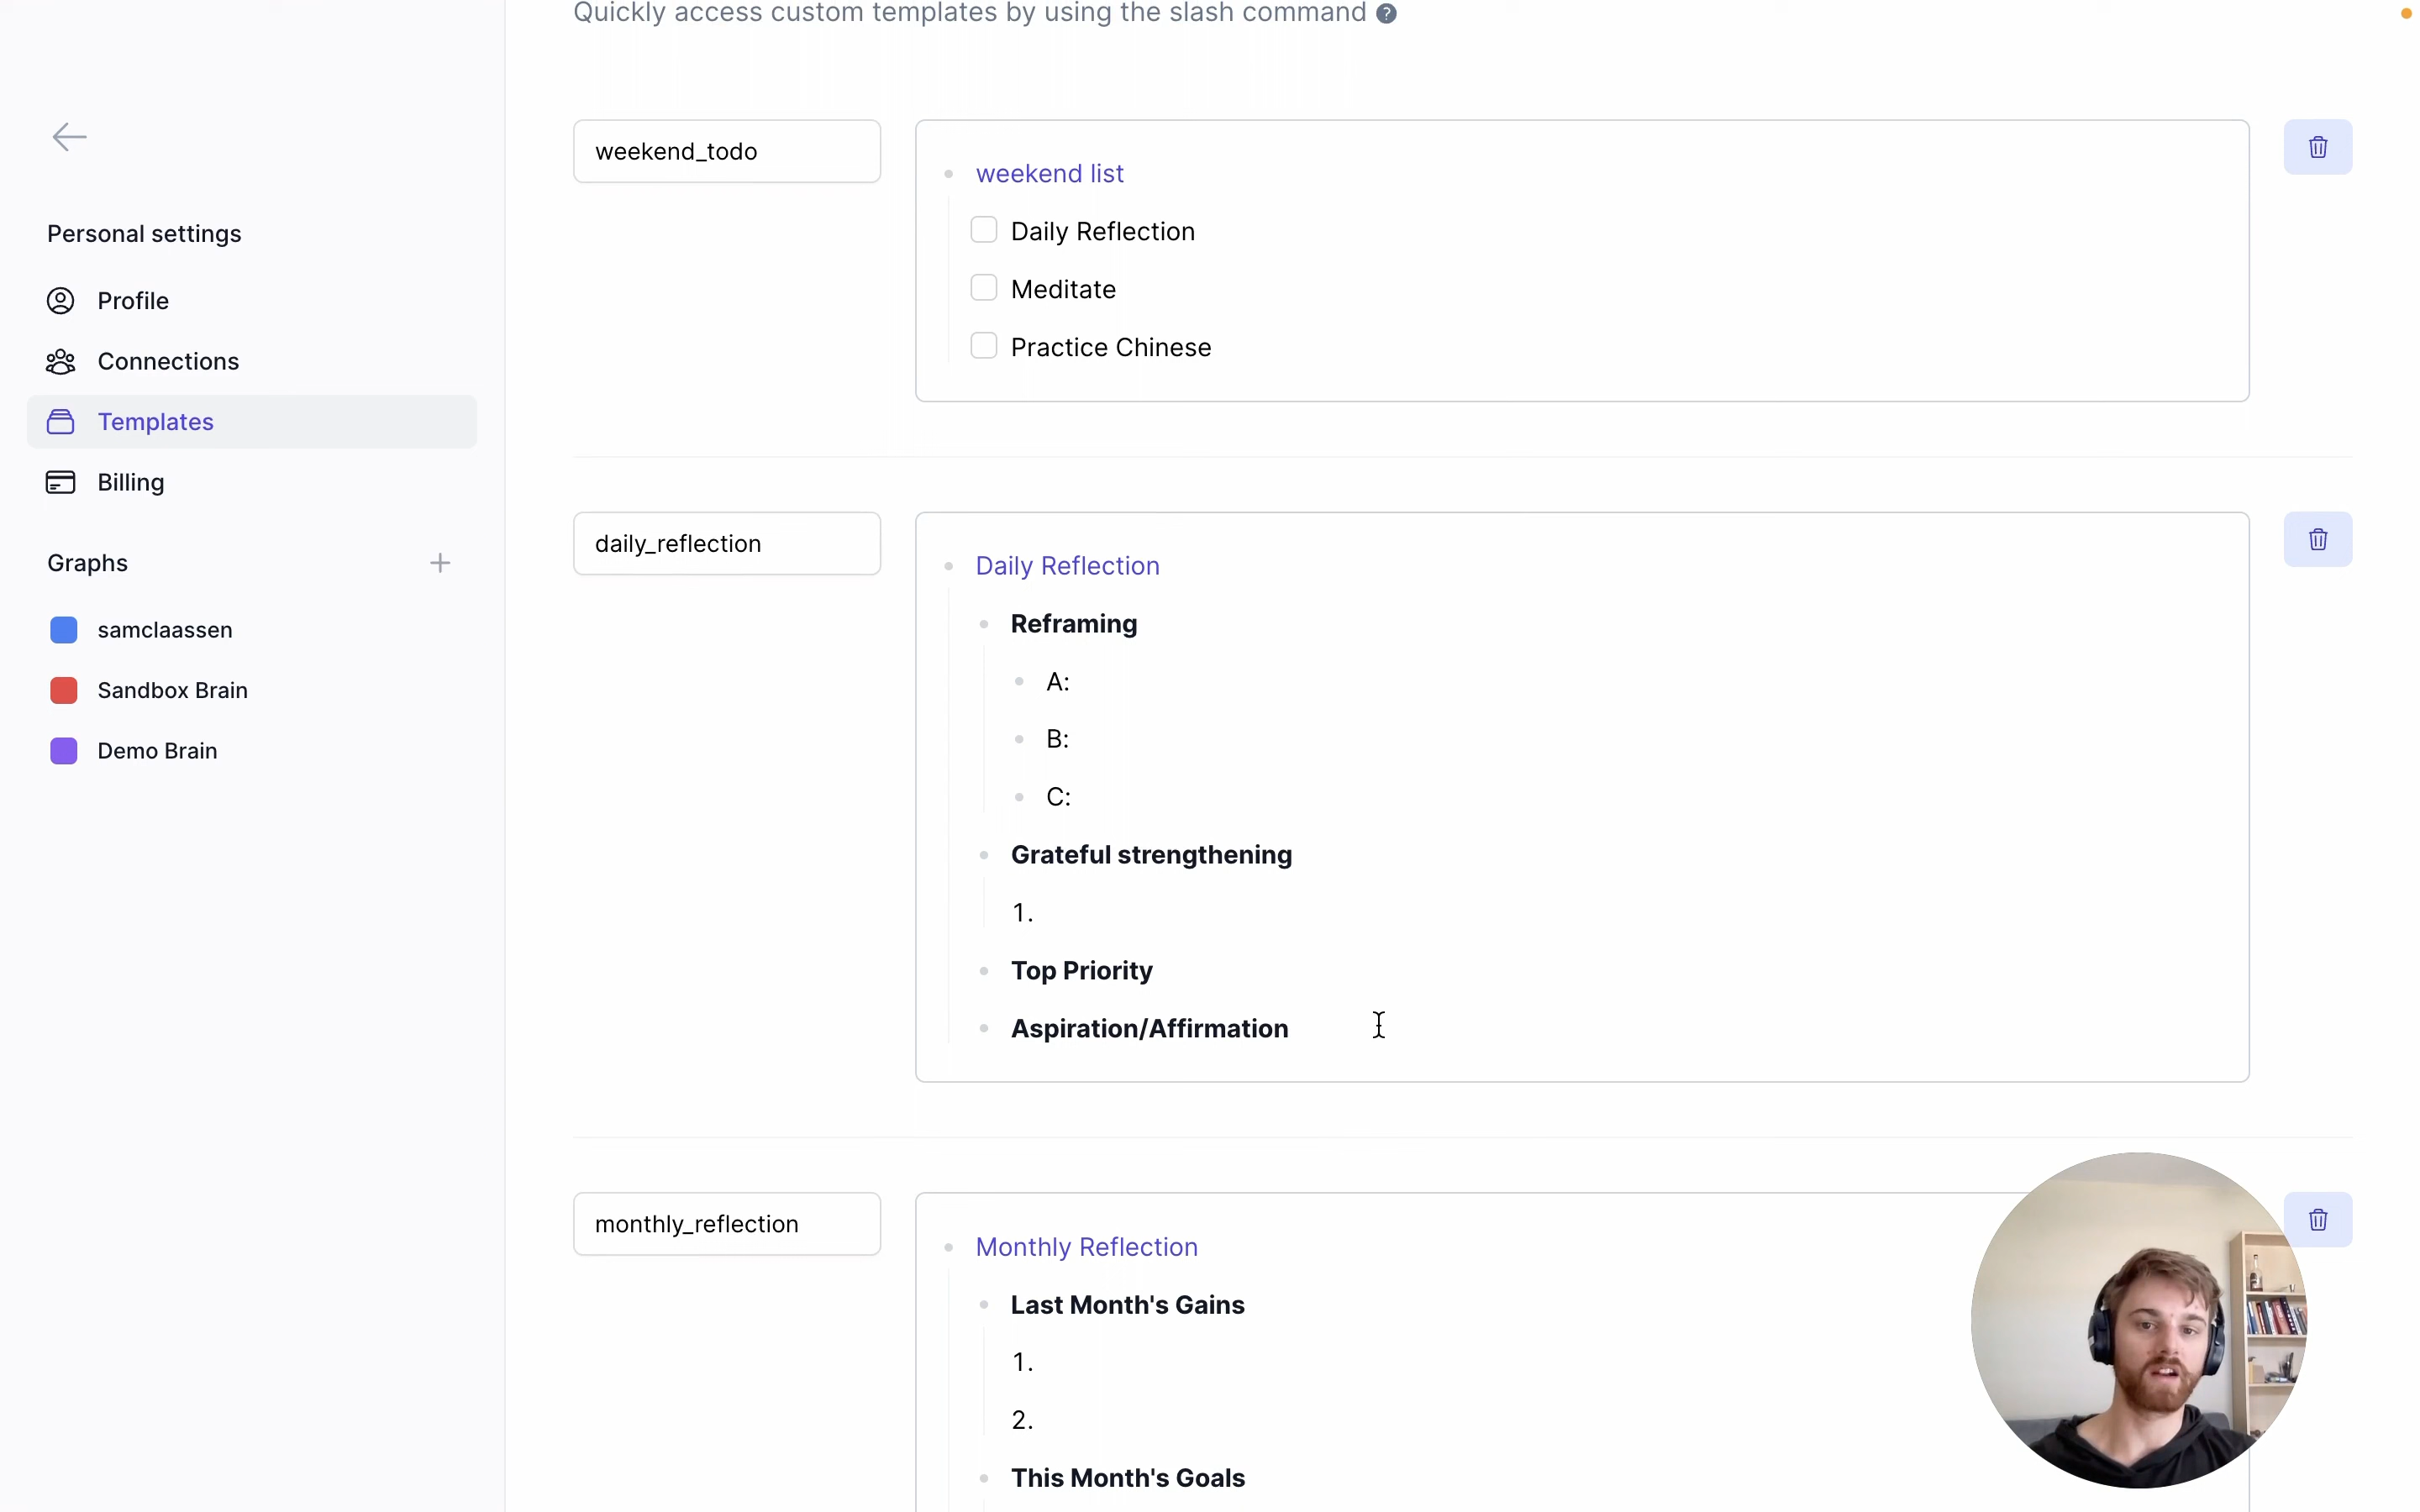 Quickly access custom templates by using the slash command ?
Personal settings
Profile
Connections
Templates
Billing
Graphs
samclaassen
Sandbox Brain
Demo Brain
weekend_todo
weekend list
Daily Reflection
Meditate
Practice Chinese
daily_reflection
Daily Reflection
Reframing
A:
B:
C:
Grateful strengthening
1.
Top Priority
Aspiration/Affirmation
monthly_reflection
Monthly Reflection
Last Month's Gains
1.
2.
This Month's Goals